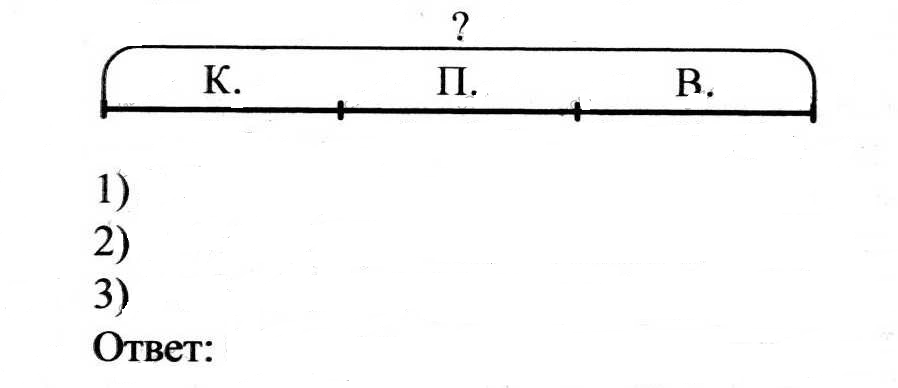 ?
К. П. В.
1)
2)
3)
Ответ: